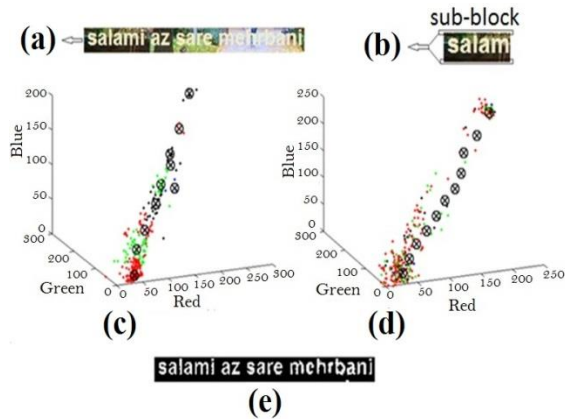 (a) salami az sare mehrbani
sub-block
(b) salam
200
150
100
50
0
300
200
100
0
0 50 100 150 200 250 300
Blue
Green
Red
(c)
250
200
150
100
50
0
300
200
100
0
0 50 100 150 200 250
Blue
Green
Red
(d)
salami az sare mehrbani
(e)